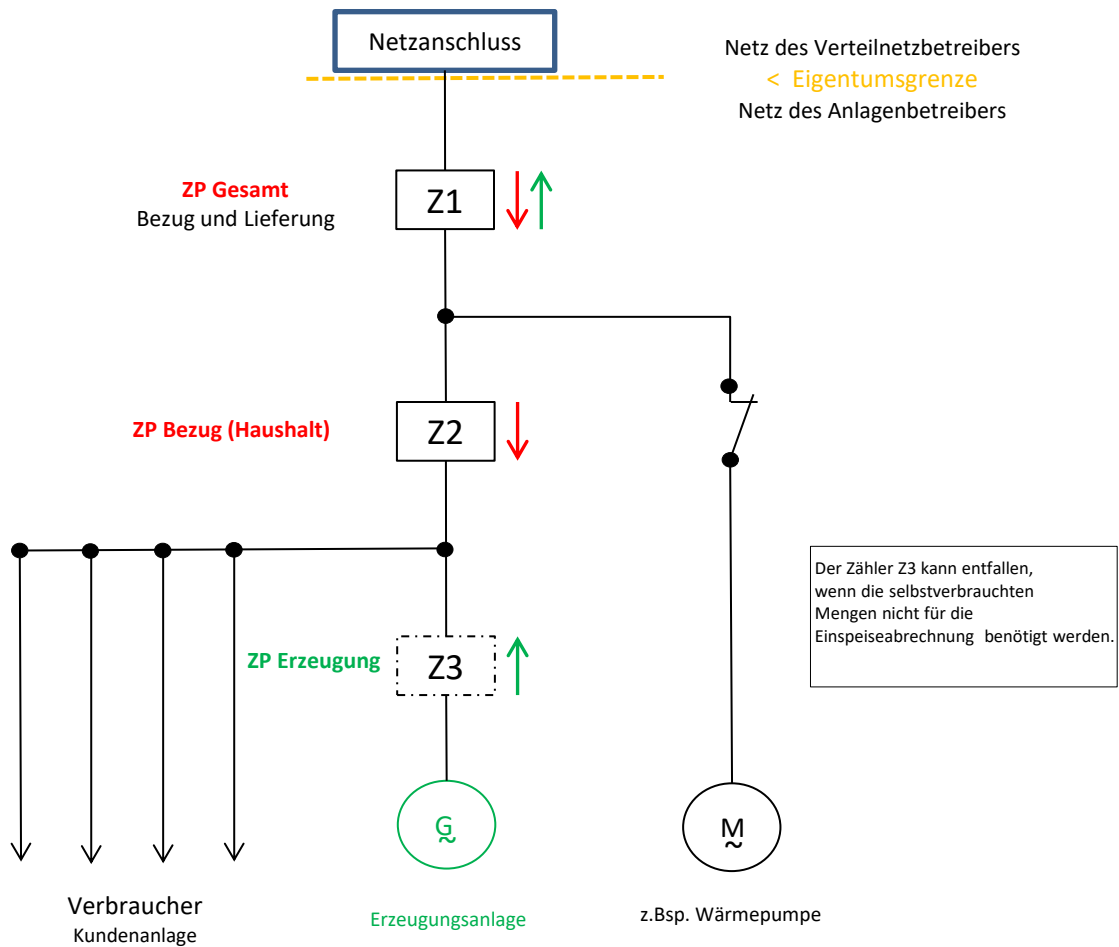 Netzanschluss
Netz des Verteilnetzbetreibers
< Eigentumsgrenze
Netz des Anlagenbetreibers
ZP Gesamt
Bezug und Lieferung
Z1
ZP Bezug (Haushalt)
Z2
Der Zähler Z3 kann entfallen,
wenn die selbstverbrauchten
Mengen nicht für die
Einspeiseabrechnung benötigt werden.
ZP Erzeugung
Z3
G
~
M
~
Verbraucher
Kundenanlage
Erzeugungsanlage
z.Bsp. Wärmepumpe